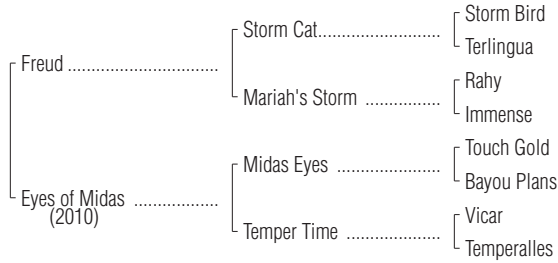 Storm Bird
Storm Cat..................
Terlingua
Freud ................................
Rahy
Mariah's Storm ................
Immense
Touch Gold
Midas Eyes ......................
Bayou Plans
Eyes of Midas ..................
(2010)
Vicar
Temper Time ....................
Temperalles